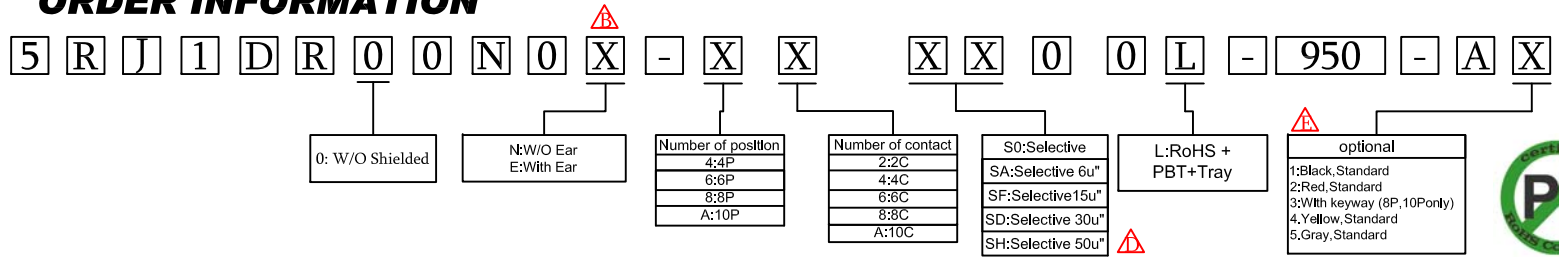 ORDER INFORMATION
B
5 R J 1 D R 0 0 N 0 X - X X X X 0 0 L - 950 - A X
0: W/O Shielded
N:W/O Ear
E:With Ear
Number of position
4:4P
6:6P
8:8P
A:10P
Number of contact
2:2C
4:4C
6:6C
8:8C
A:10C
S0:Selective
SA:Selective 6u"
SF:Selective15u"
SD:Selective 30u"
SH:Selective 50u"
D
L:RoHS +
PBT+Tray
E
optional
1:Black,Standard
2:Red,Standard
3:With keyway (8P,10Ponly)
4.Yellow,Standard
5.Gray,Standard
P